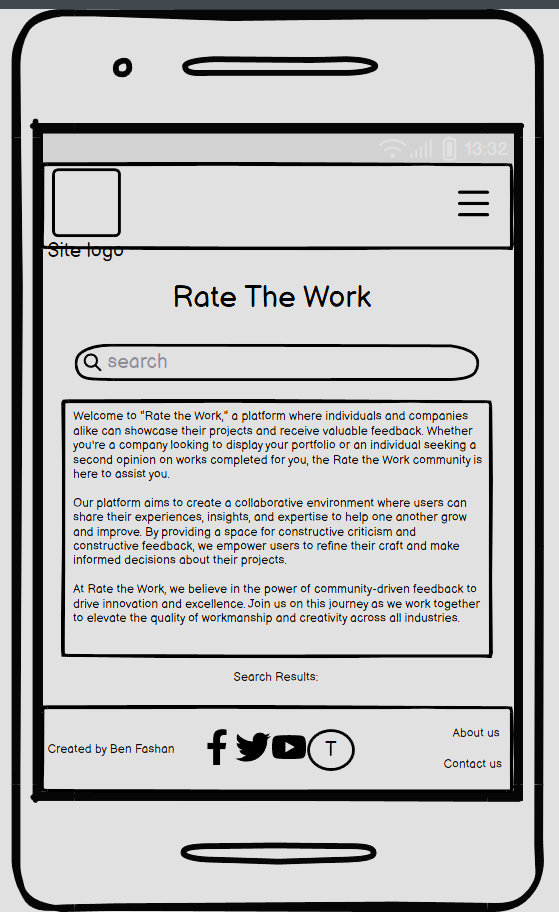 13:32
Site logo
Rate The Work
search
Welcome to "Rate the Work," a platform where individuals and companies
alike can showcase their projects and receive valuable feedback. Whether
you're a company looking to display your portfolio or an individual seeking a
second opinion on works completed for you, the Rate the Work community is
here to assist you.
Our platform aims to create a collaborative environment where users can
share their experiences, insights, and expertise to help one another grow
and improve. By providing a space for constructive criticism and
constructive feedback, we empower users to refine their craft and make
informed decisions about their projects.
At Rate the Work, we believe in the power of community-driven feedback to
drive innovation and excellence. Join us on this journey as we work together
to elevate the quality of workmanship and creativity across all industries.
Search Results:
Created by Ben Fashan
T
About us
Contact us